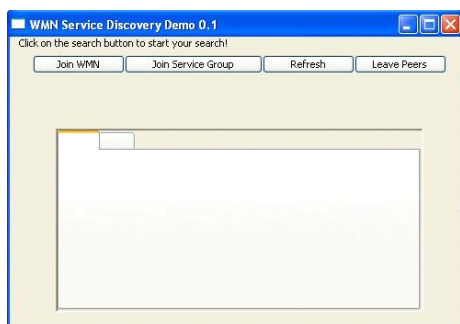 WMN Service Discovery Demo 0.1
Click on the search button to start your search!
Join WMN Join Service Group Refresh Leave Peers